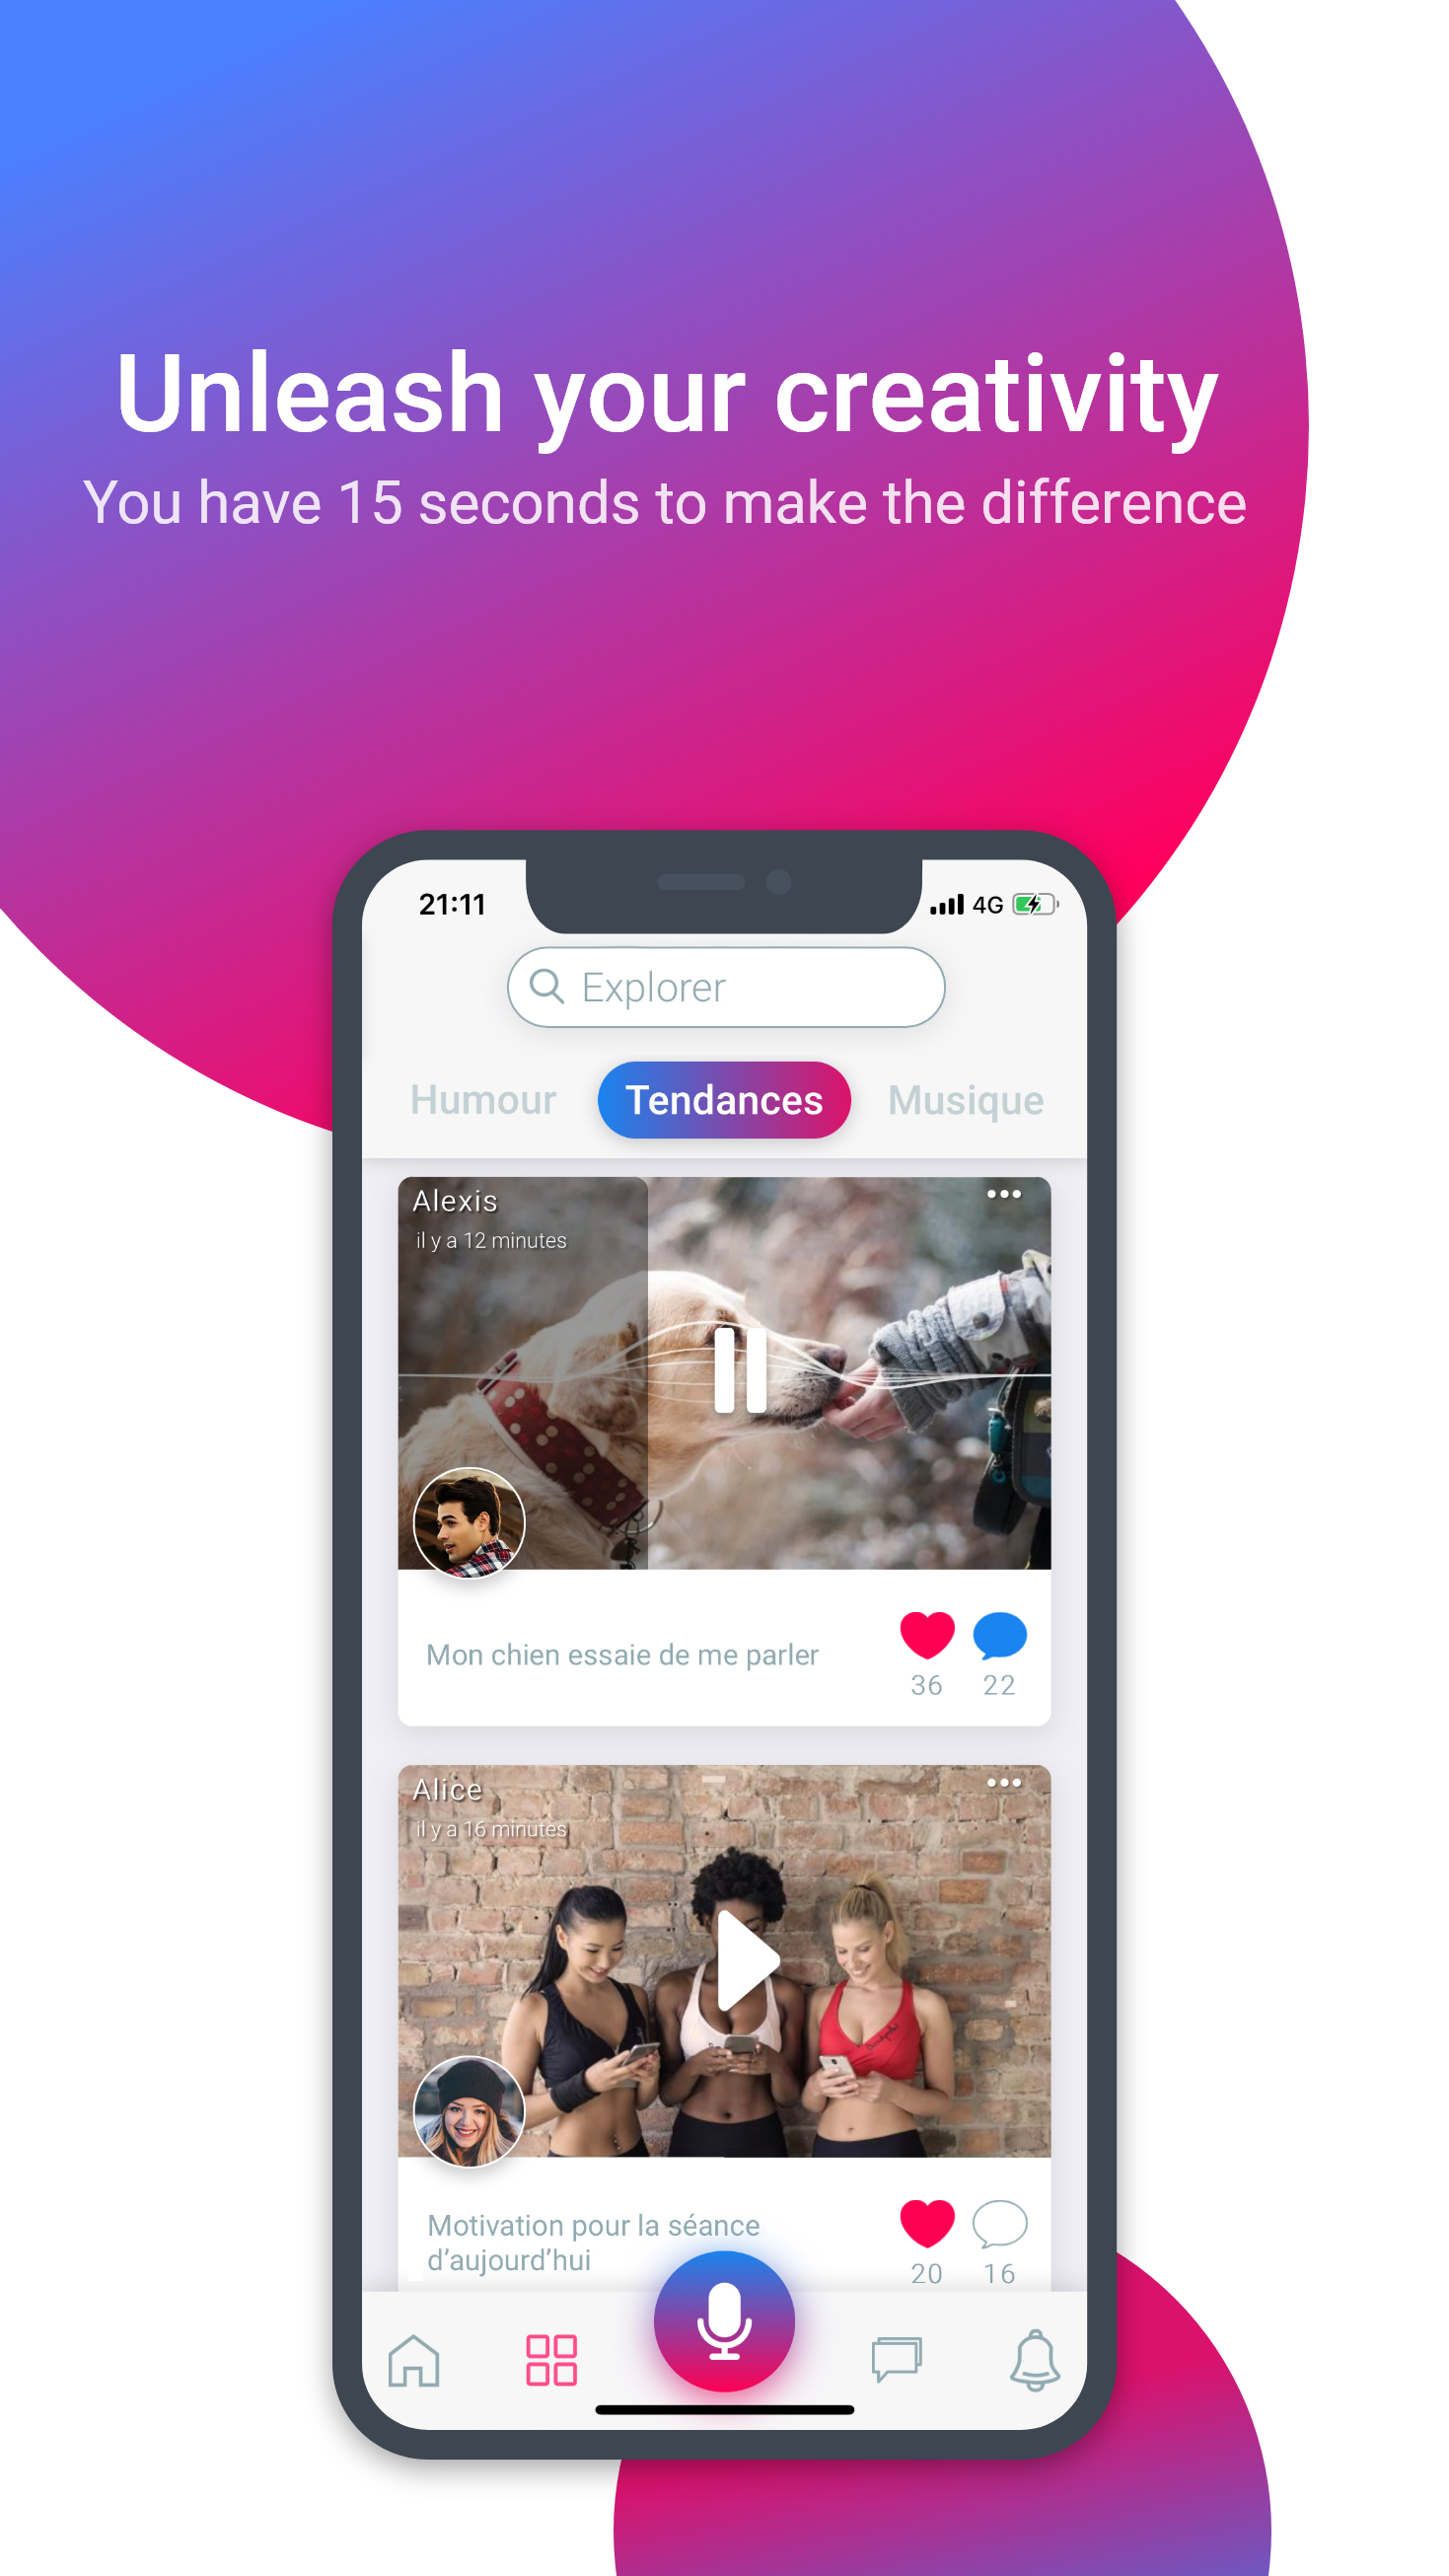 Unleash your creativity
You have 15 seconds to make the difference
21:11
4G
Explorer
Humour
Tendances
Musique
Alexis
il y a 12 minutes
Mon chien essaie de me parler
36
22
Alice
il y a 16 minutes
Motivation pour la séance
d’aujourd’hui
20
16